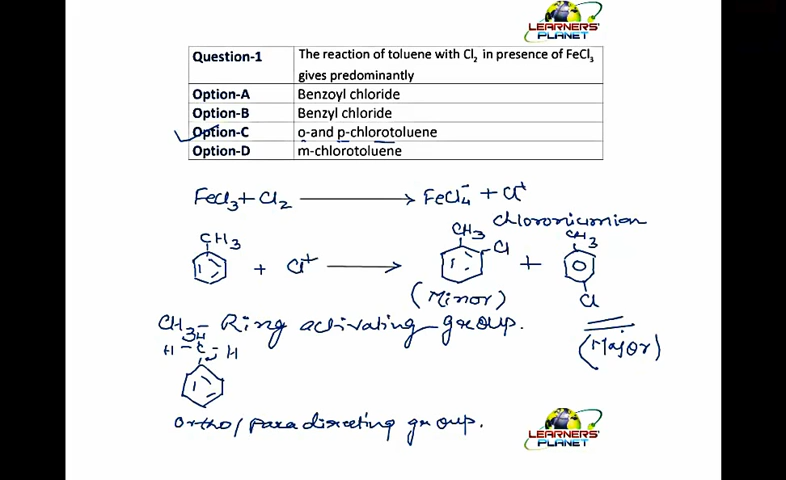 LEARNERS'
PLANET
Question-1 The reaction of toluene with Cl₂ in presence of FeCl₃
gives predominantly
Option-A Benzoyl chloride
Option-B Benzyl chloride
Option-C o-and p-chlorotoluene
Option-D m-chlorotoluene
FeCl₃ + Cl₂ → FeCl₄⁻ + Cl⁺
chloronium ion
CH₃ CH₃ CH₃
+ Cl⁺ → Cl +
Cl
(Minor)
CH₃- Ring activating group.
(Major)
H
H - C - H
Ortho/para directing group.
LEARNERS'
PLANET